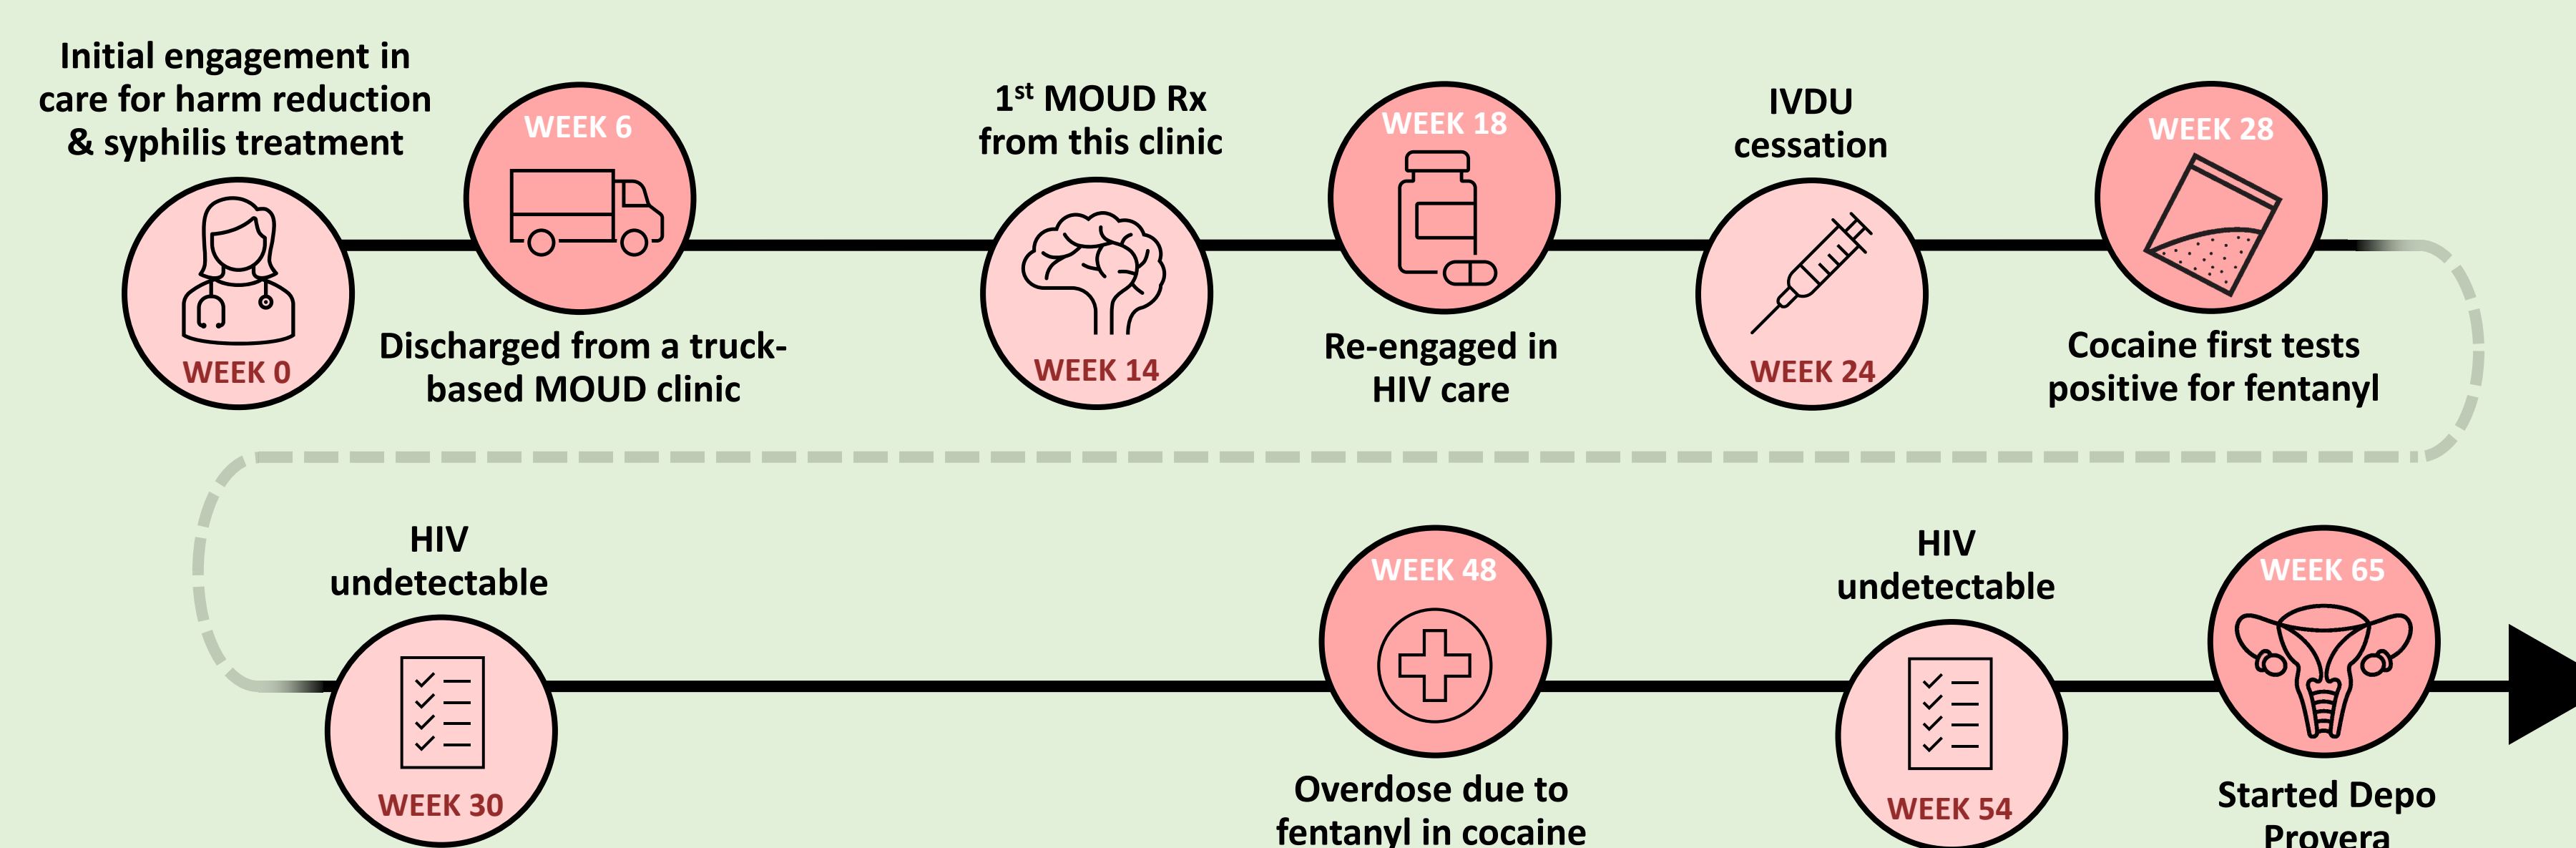 Initial engagement in
care for harm reduction
& syphilis treatment
WEEK 0
WEEK 6
Discharged from a truck-
based MOUD clinic
1st MOUD Rx
from this clinic
WEEK 14
WEEK 18
Re-engaged in
HIV care
IVDU
cessation
WEEK 24
WEEK 28
Cocaine first tests
positive for fentanyl
HIV
undetectable
WEEK 30
WEEK 48
Overdose due to
fentanyl in cocaine
HIV
undetectable
WEEK 54
WEEK 65
Started Depo
Provera